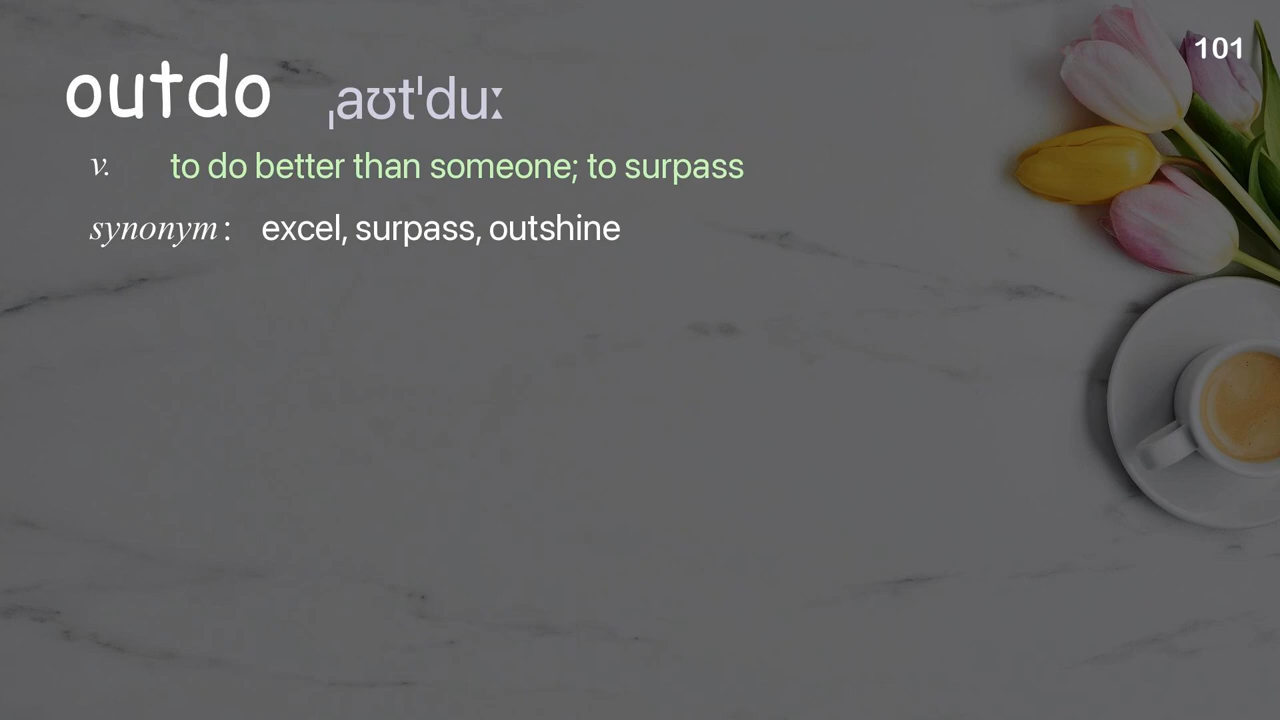 101
outdo ˌaʊtˈduː
v. to do better than someone; to surpass
synonym: excel, surpass, outshine